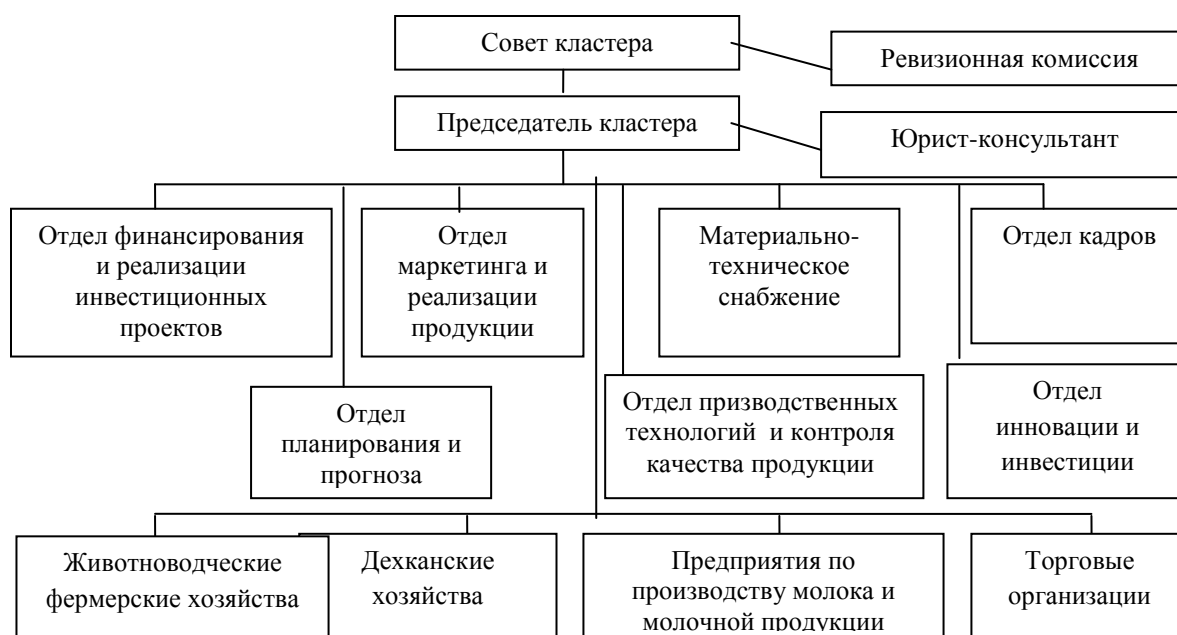 Совет кластера
Ревизионная комиссия
Председатель кластера
Юрист-консультант
Отдел финансирования
и реализации
инвестиционных
проектов
Отдел
маркетинга и
реализации
продукции
Материально-
техническое
снабжение
Отдел кадров
Отдел
планирования и
прогноза
Отдел призводственных
технологий и контроля
качества продукции
Отдел
инновации и
инвестиции
Животноводческие
фермерские хозяйства
Дехканские
хозяйства
Предприятия по
производству молока и
молочной продукции
Торговые
организации